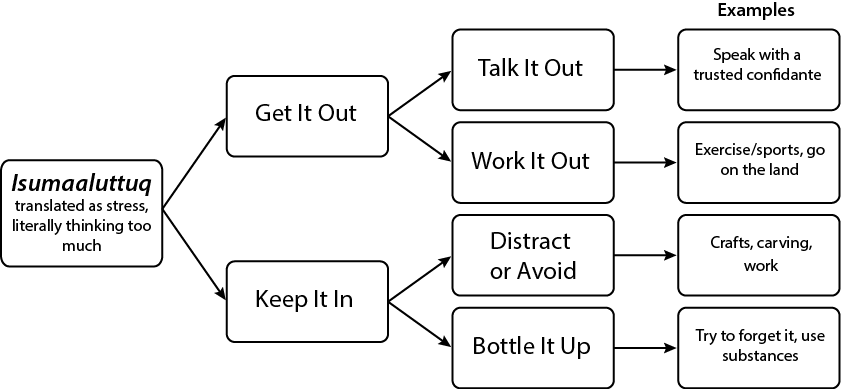 Examples
Isumaaluttuq
translated as stress,
literally thinking too
much
Get It Out
Talk It Out
Speak with a
trusted confidante
Work It Out
Exercise/sports, go
on the land
Keep It In
Distract
or Avoid
Crafts, carving,
work
Bottle It Up
Try to forget it, use
substances